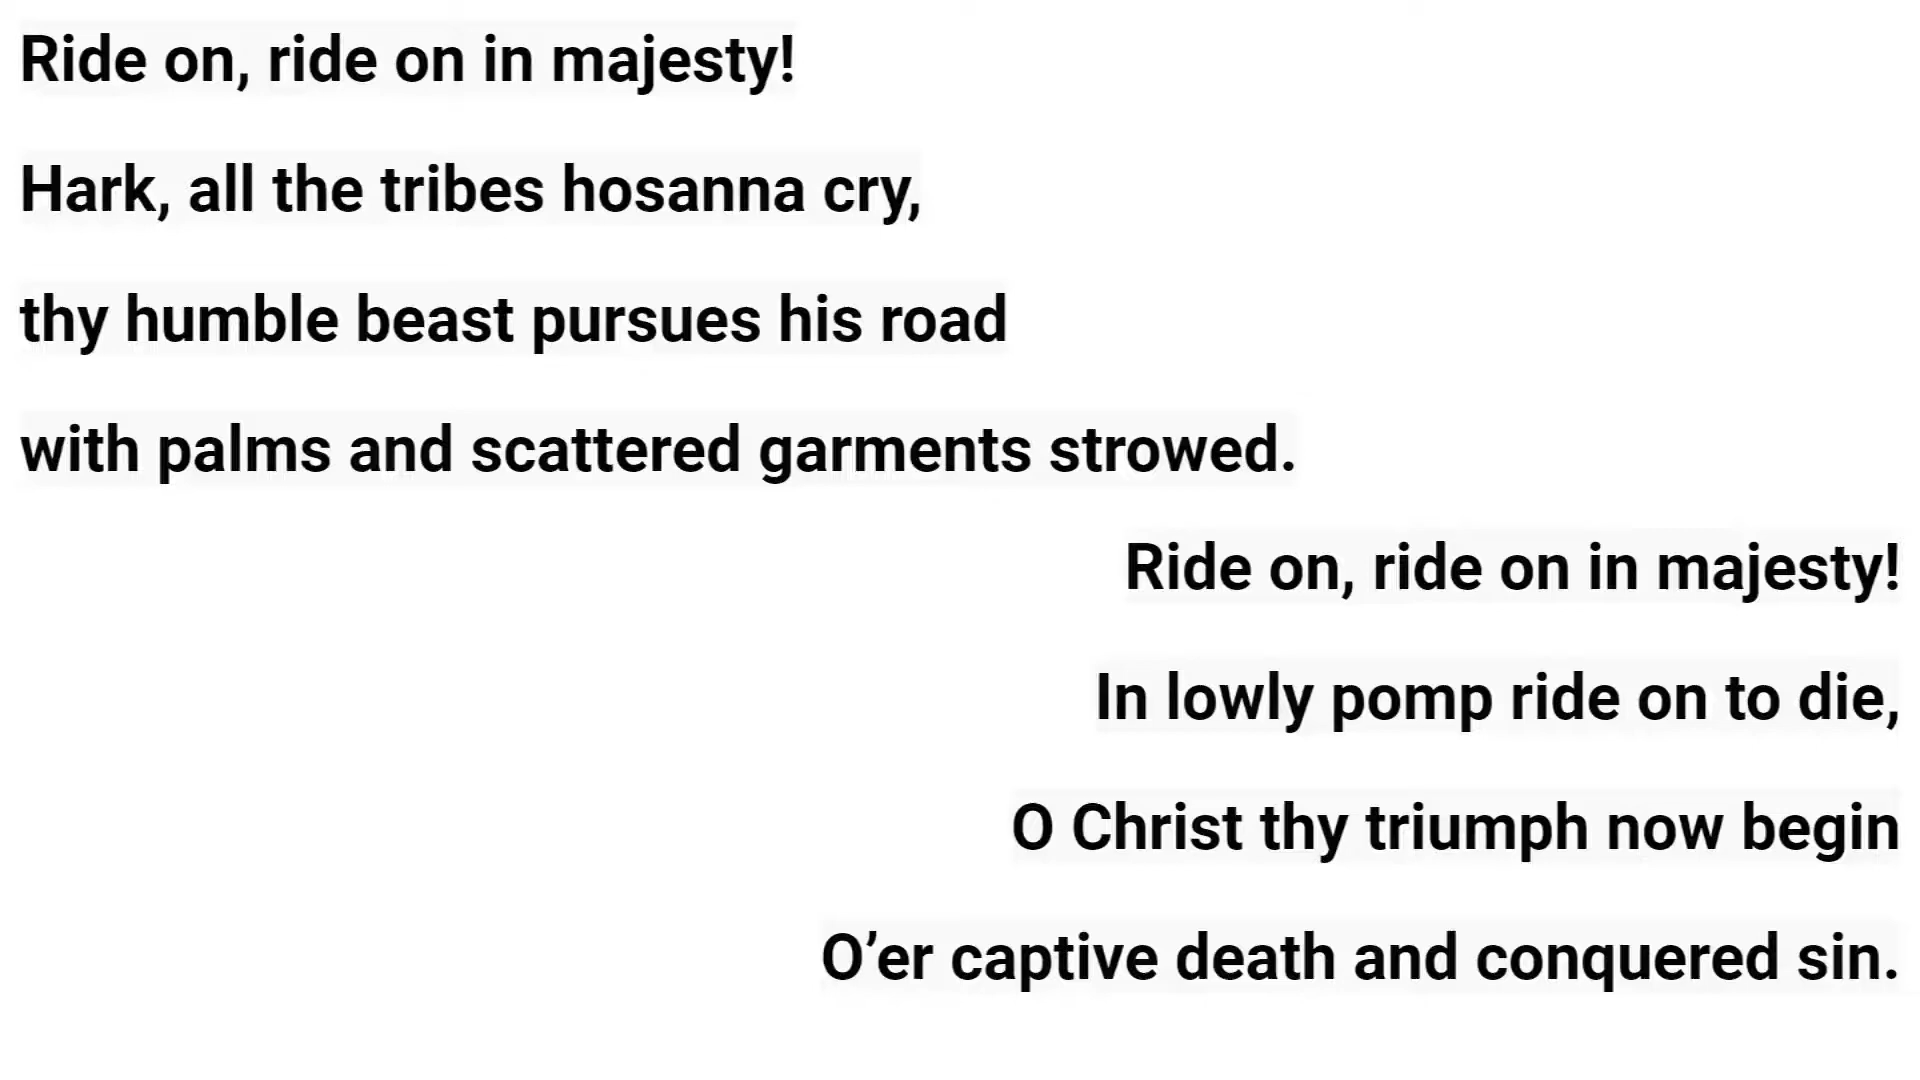 Ride on, ride on in majesty!
Hark, all the tribes hosanna cry,
thy humble beast pursues his road
with palms and scattered garments strowed.
Ride on, ride on in majesty!
In lowly pomp ride on to die,
O Christ thy triumph now begin
O’er captive death and conquered sin.